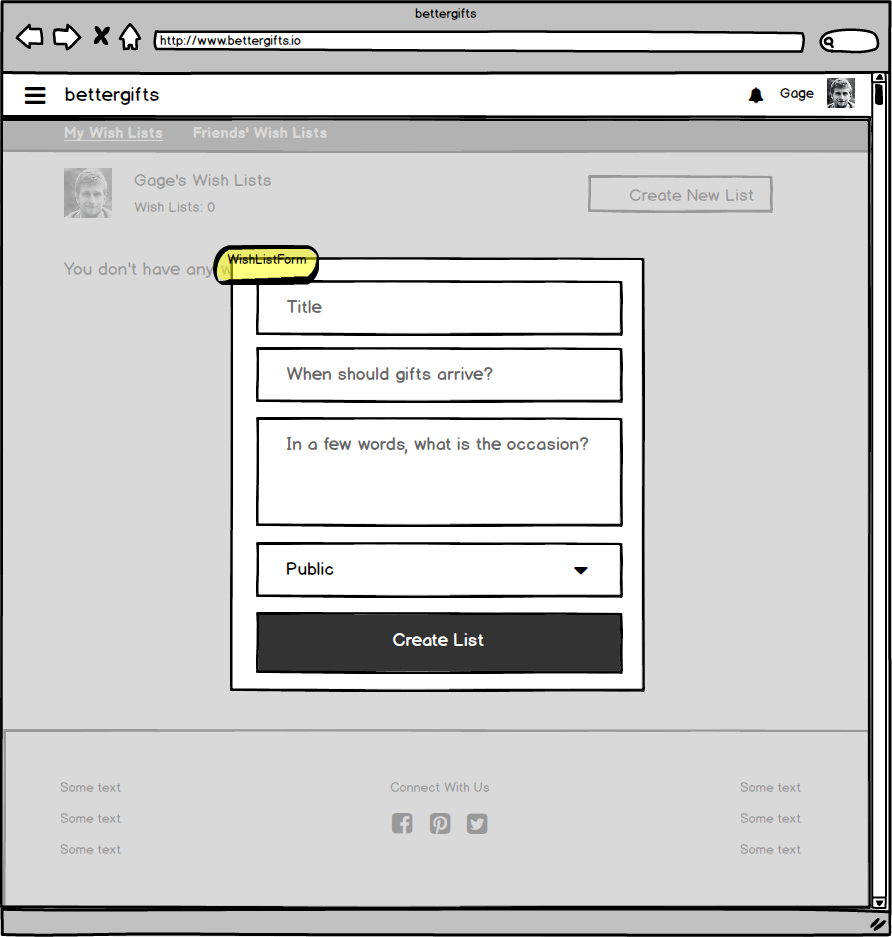 bettergifts
http://www.bettergifts.io
bettergifts
Gage
My Wish Lists Friends' Wish Lists
Gage's Wish Lists
Wish Lists: 0
Create New List
You don't have any
WishListForm
Title
When should gifts arrive?
In a few words, what is the occasion?
Public
Create List
Some text
Connect With Us
Some text
Some text
Some text
Some text
Some text